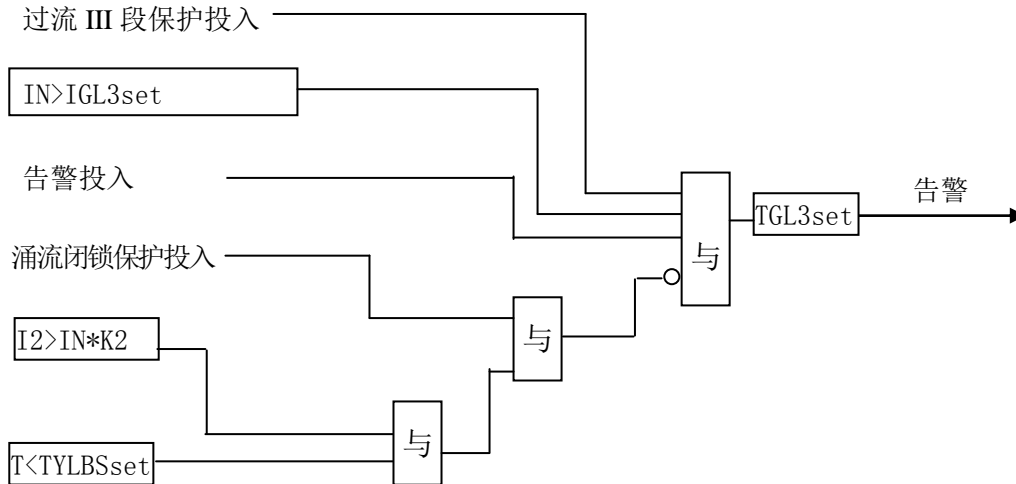 过流 III 段保护投入
IN>IGL3set
告警投入
与
TGL3set
告警
涌流闭锁保护投入
与
I2>IN*K2
与
T<TYLBSset